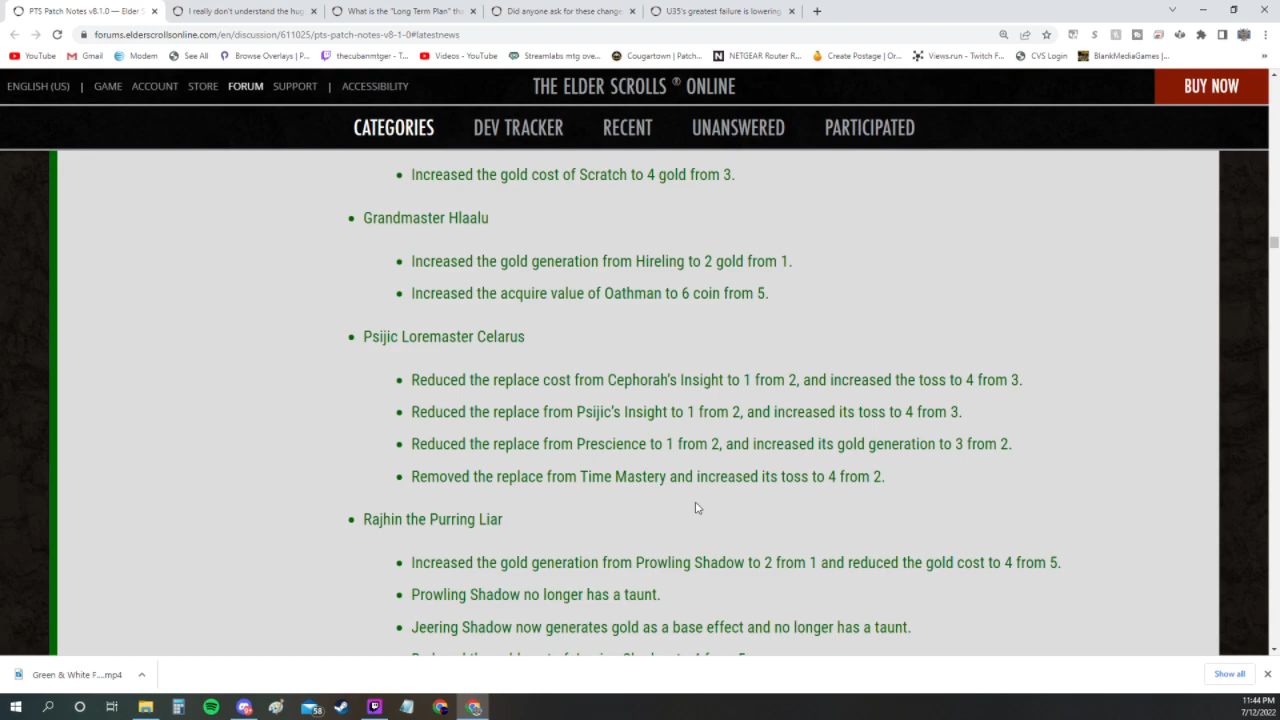 PTS Patch Notes v8.1.0 — Elder S
I really don't understand the hug
What is the "Long Term Plan" th
Did anyone ask for these change
U35's greatest failure is lowering
forums.elderscrollsonline.com/en/discussion/611025/pts-patch-notes-v8-1-0#latestnews
YouTube
Gmail
Modem
See All
Browse Overlays | P...
thecubanmtger - T...
Videos - YouTube
Streamlabs mtg ove...
Cougartown | Patch...
NETGEAR Router R...
Create Postage | Or...
Views.run - Twitch F...
CVS Login
BlankMediaGames |...
»
ENGLISH (US) | GAME ACCOUNT STORE FORUM SUPPORT | ACCESSIBILITY
THE ELDER SCROLLS ® ONLINE
BUY NOW
CATEGORIES DEV TRACKER RECENT UNANSWERED PARTICIPATED
• Increased the gold cost of Scratch to 4 gold from 3.
• Grandmaster Hlaalu
• Increased the gold generation from Hireling to 2 gold from 1.
• Increased the acquire value of Oathman to 6 coin from 5.
• Psijic Loremaster Celarus
• Reduced the replace cost from Cephorah's Insight to 1 from 2, and increased the toss to 4 from 3.
• Reduced the replace from Psijic's Insight to 1 from 2, and increased its toss to 4 from 3.
• Reduced the replace from Prescience to 1 from 2, and increased its gold generation to 3 from 2.
• Removed the replace from Time Mastery and increased its toss to 4 from 2.
• Rajhin the Purring Liar
• Increased the gold generation from Prowling Shadow to 2 from 1 and reduced the gold cost to 4 from 5.
• Prowling Shadow no longer has a taunt.
• Jeering Shadow now generates gold as a base effect and no longer has a taunt.
Green & White F....mp4
Show all
58
11:44 PM
7/12/2022